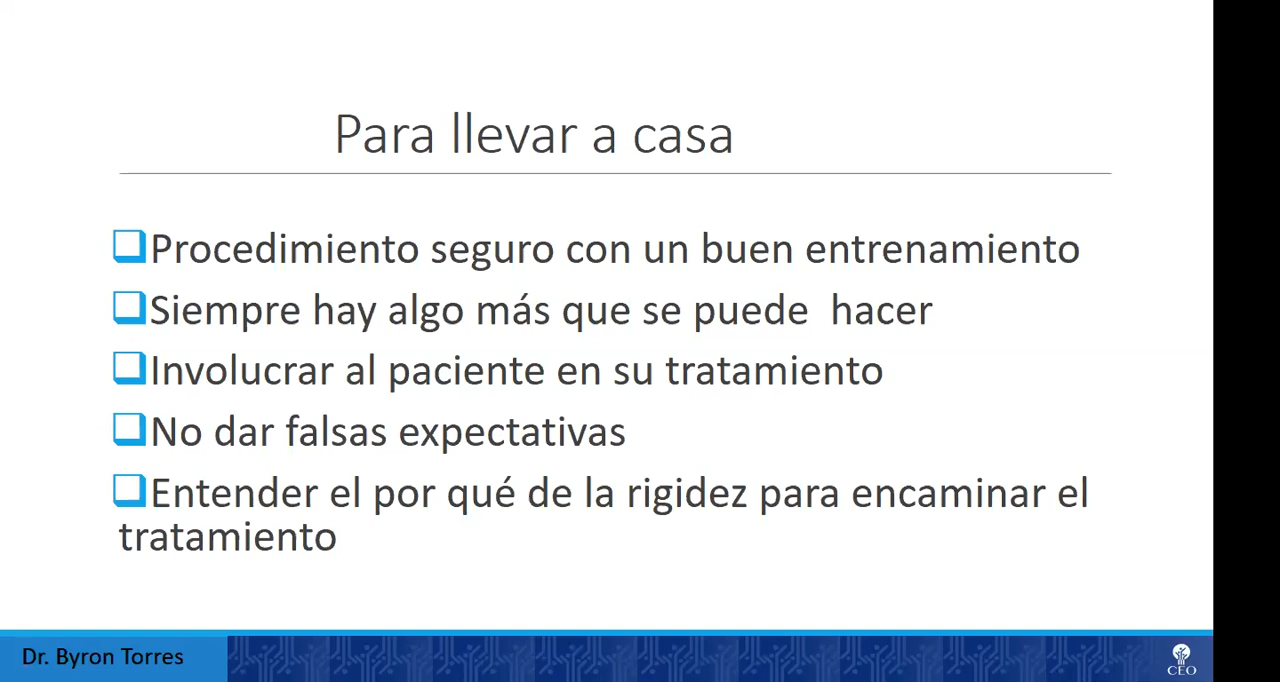 Para llevar a casa
Procedimiento seguro con un buen entrenamiento
Siempre hay algo más que se puede hacer
Involucrar al paciente en su tratamiento
No dar falsas expectativas
Entender el por qué de la rigidez para encaminar el
tratamiento
Dr. Byron Torres
CEO